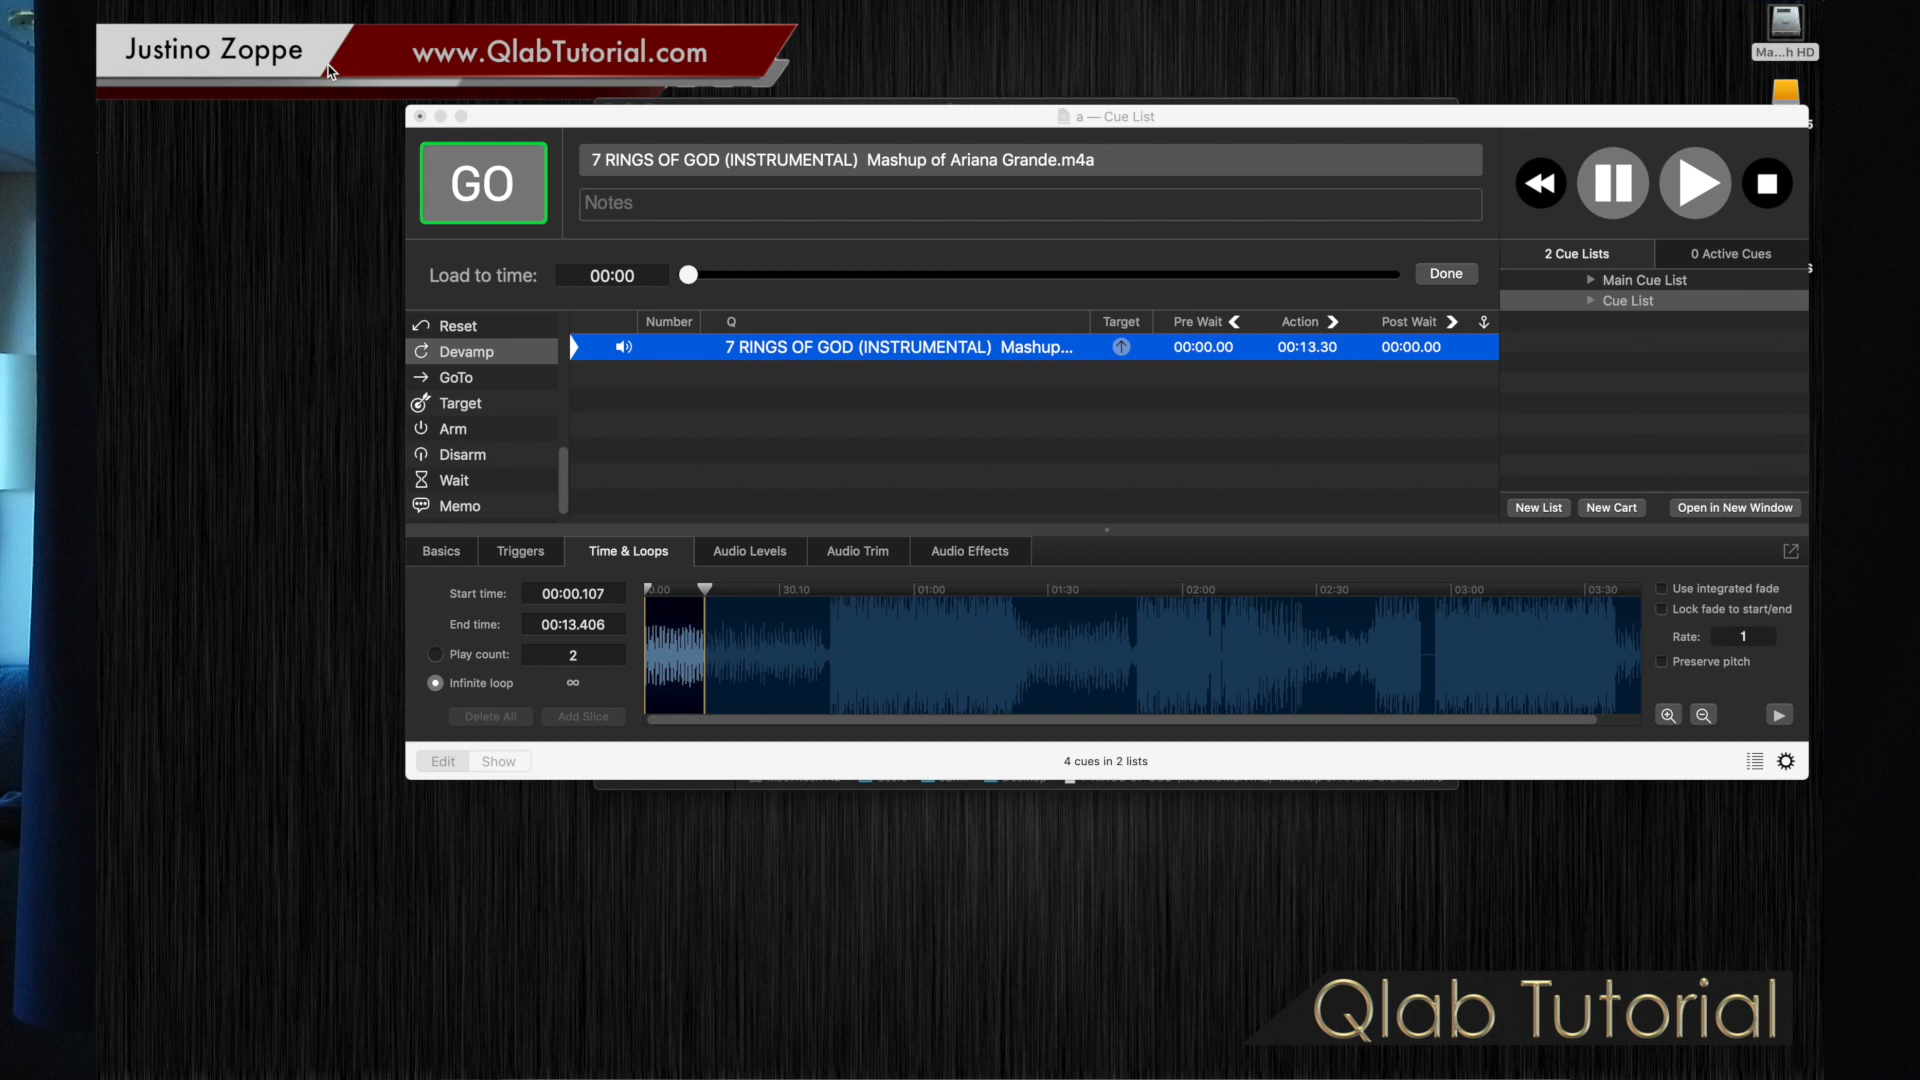 Justino Zoppe
www.QlabTutorial.com
Ma...h HD
a — Cue List
GO
7 RINGS OF GOD (INSTRUMENTAL) Mashup of Ariana Grande.m4a
Notes
2 Cue Lists
0 Active Cues
Load to time:
00:00
Done
Main Cue List
Cue List
Number
Q
Target
Pre Wait
Action
Post Wait
7 RINGS OF GOD (INSTRUMENTAL) Mashup...
00:00.00
00:13.30
00:00.00
Reset
Devamp
GoTo
Target
Arm
Disarm
Wait
Memo
New List
New Cart
Open in New Window
Basics
Triggers
Time & Loops
Audio Levels
Audio Trim
Audio Effects
Start time:
00:00.107
End time:
00:13.406
Play count:
2
Infinite loop
∞
Delete All
Add Slice
30.10
01:00
01:30
02:00
02:30
03:00
03:30
Use integrated fade
Lock fade to start/end
Rate:
1
Preserve pitch
Edit
Show
4 cues in 2 lists
Qlab Tutorial